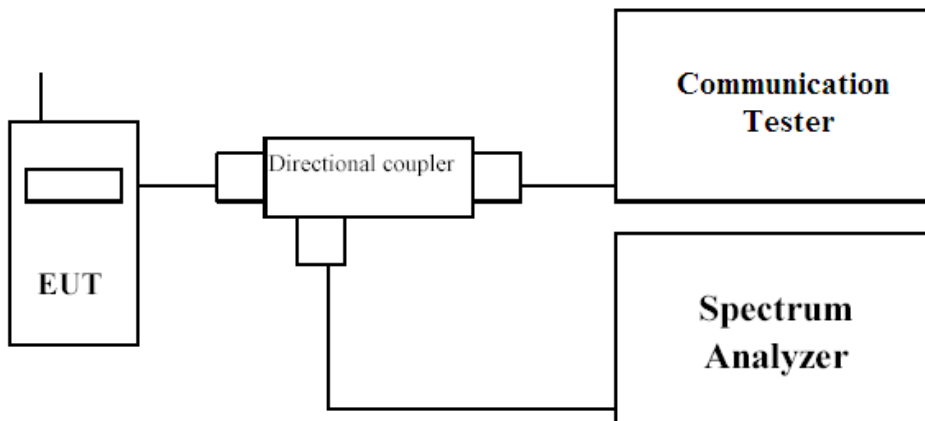 Communication
Tester
Directional coupler
EUT
Spectrum
Analyzer